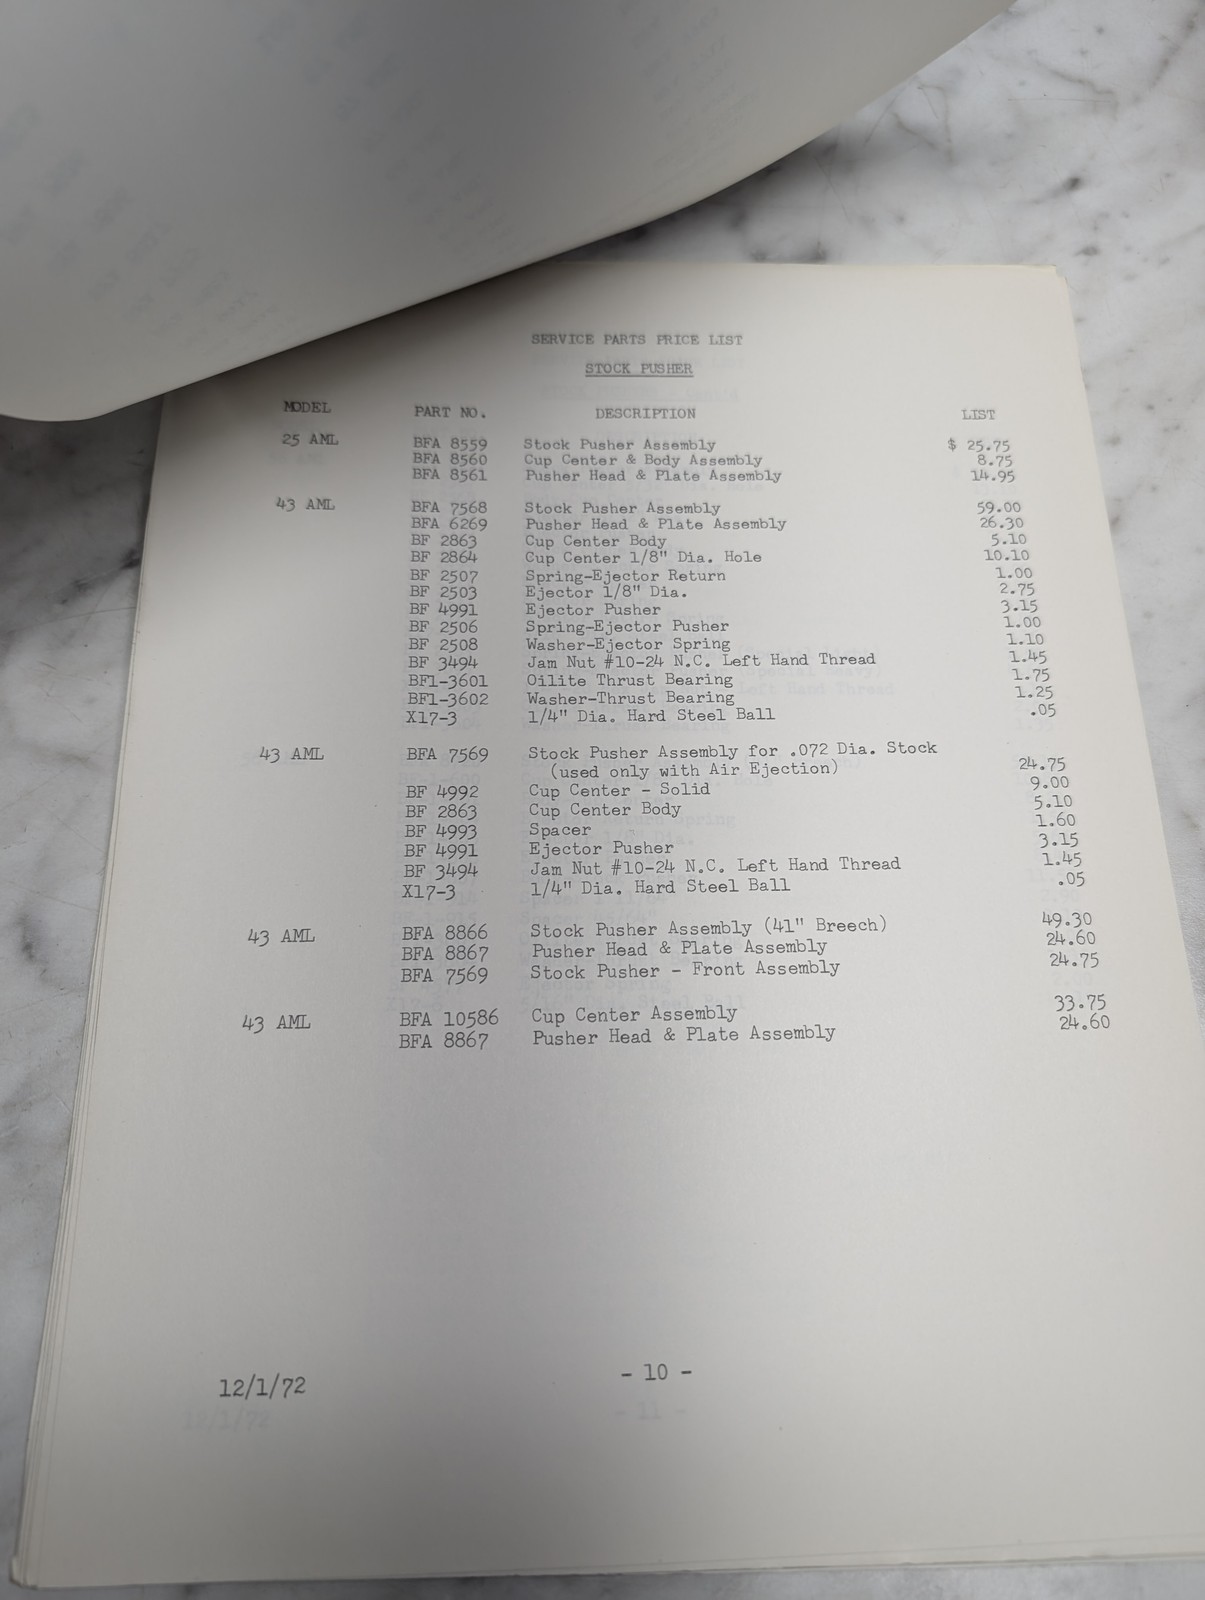 SERVICE PARTS PRICE LIST
STOCK PUSHER
MODEL PART NO. DESCRIPTION LIST
25 AML BFA 8559 Stock Pusher Assembly $ 25.75
BFA 8560 Cup Center & Body Assembly 8.75
BFA 8561 Pusher Head & Plate Assembly 14.95
43 AML BFA 7568 Stock Pusher Assembly 59.00
BFA 6269 Pusher Head & Plate Assembly 26.30
BF 2863 Cup Center Body 5.10
BF 2864 Cup Center 1/8" Dia. Hole 10.10
BF 2507 Spring-Ejector Return 1.00
BF 2503 Ejector 1/8" Dia. 2.75
BF 4991 Ejector Pusher 3.15
BF 2506 Spring-Ejector Pusher 1.00
BF 2508 Washer-Ejector Spring 1.10
BF 3494 Jam Nut #10-24 N.C. Left Hand Thread 1.45
BF1-3601 Oilite Thrust Bearing 1.75
BF1-3602 Washer-Thrust Bearing 1.25
X17-3 1/4" Dia. Hard Steel Ball .05
43 AML BFA 7569 Stock Pusher Assembly for .072 Dia. Stock
(used only with Air Ejection) 24.75
BF 4992 Cup Center - Solid 9.00
BF 2863 Cup Center Body 5.10
BF 4993 Spacer 1.60
BF 4991 Ejector Pusher 3.15
BF 3494 Jam Nut #10-24 N.C. Left Hand Thread 1.45
X17-3 1/4" Dia. Hard Steel Ball .05
43 AML BFA 8866 Stock Pusher Assembly (41" Breech) 49.30
BFA 8867 Pusher Head & Plate Assembly 24.60
BFA 7569 Stock Pusher - Front Assembly 24.75
43 AML BFA 10586 Cup Center Assembly 33.75
BFA 8867 Pusher Head & Plate Assembly 24.60
12/1/72 - 10 -
12/1/72 - 11 -